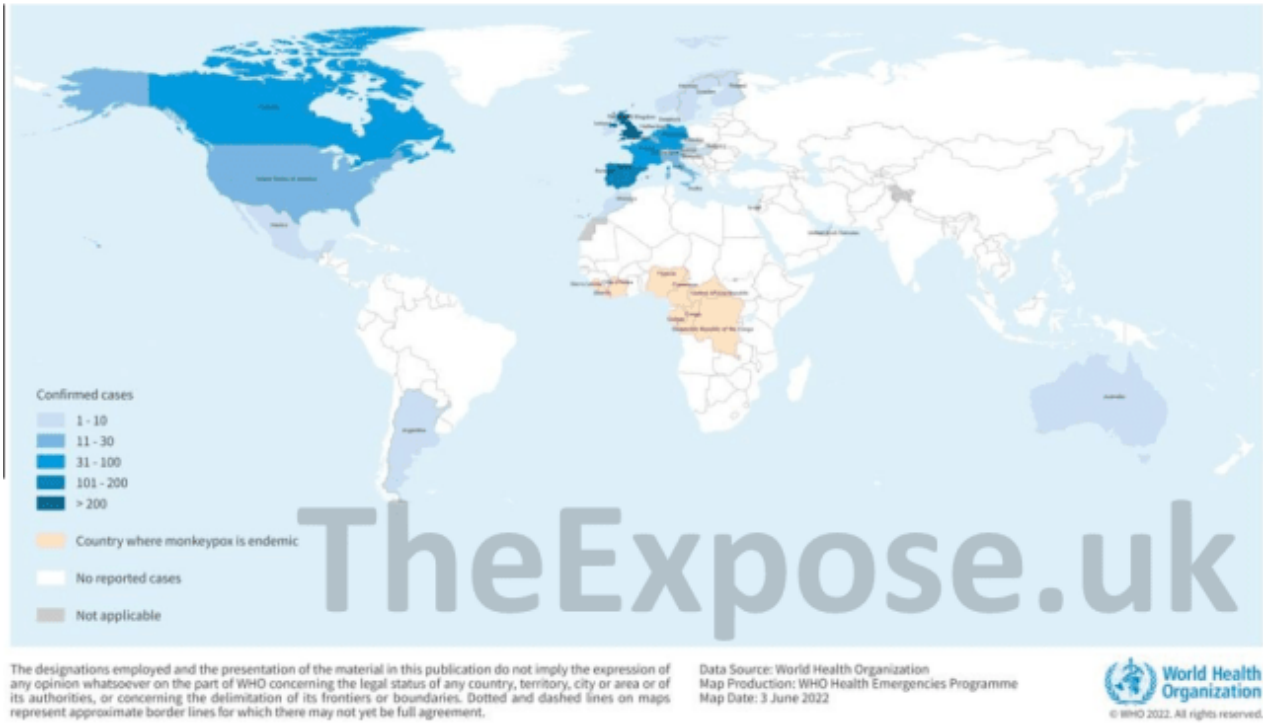 Canada
United States of America
Mexico
Argentina
Australia
United Arab Emirates
Nigeria
Central African Republic
Democratic Republic of the Congo
Confirmed cases
1 - 10
11 - 30
31 - 100
101 - 200
> 200
Country where monkeypox is endemic
No reported cases
Not applicable
TheExpose.uk
The designations employed and the presentation of the material in this publication do not imply the expression of
any opinion whatsoever on the part of WHO concerning the legal status of any country, territory, city or area or of
its authorities, or concerning the delimitation of its frontiers or boundaries. Dotted and dashed lines on maps
represent approximate border lines for which there may not yet be full agreement.
Data Source: World Health Organization
Map Production: WHO Health Emergencies Programme
Map Date: 3 June 2022
World Health
Organization
© WHO 2022. All rights reserved.